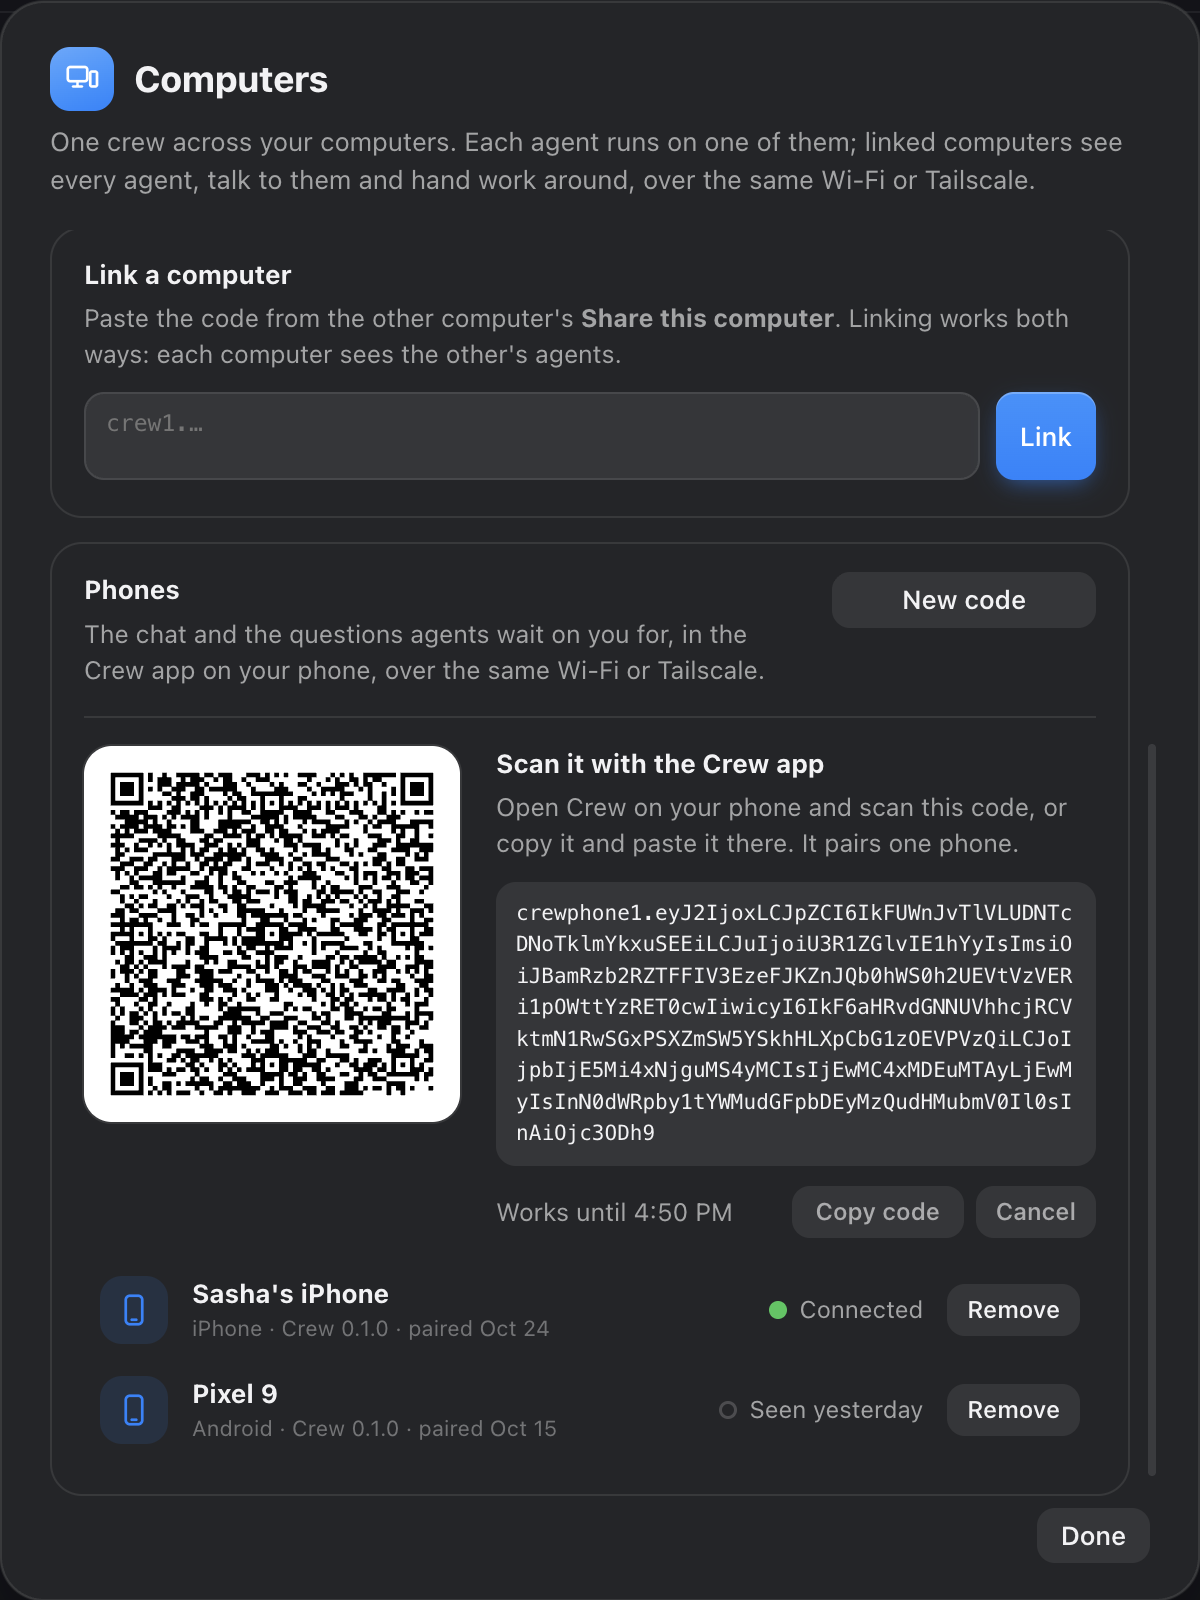 Computers
One crew across your computers. Each agent runs on one of them; linked computers see
every agent, talk to them and hand work around, over the same Wi-Fi or Tailscale.
Link a computer
Paste the code from the other computer's Share this computer. Linking works both
ways: each computer sees the other's agents.
crew1.…
Link
Phones
New code
The chat and the questions agents wait on you for, in the
Crew app on your phone, over the same Wi-Fi or Tailscale.
Scan it with the Crew app
Open Crew on your phone and scan this code, or
copy it and paste it there. It pairs one phone.
crewphone1.eyJ2IjoxLCJpZCI6IkFUWnJvTlVLUDNTc
DNoTklmYkxuSEEiLCJuIjoiU3R1ZGlvIE1hYyIsImsiO
iJBamRzb2RZTFFIV3EzeFJKZnJQb0hWS0h2UEVtVzVER
i1pOWttYzRET0cwIiwicyI6IkF6aHRvdGNNUVhhcjRCV
ktmN1RwSGxPSXZmSW5YSkhHLXpCbG1zOEVPVzQiLCJoI
jpbIjE5Mi4xNjguMS4yMCIsIjEwMC4xMDEuMTAyLjEwM
yIsInN0dWRpby1tYWMudGFpbDEyMzQudHMubmV0Il0sI
nAiOjc3ODh9
Works until 4:50 PM
Copy code
Cancel
Sasha's iPhone
iPhone · Crew 0.1.0 · paired Oct 24
Connected
Remove
Pixel 9
Android · Crew 0.1.0 · paired Oct 15
Seen yesterday
Remove
Done